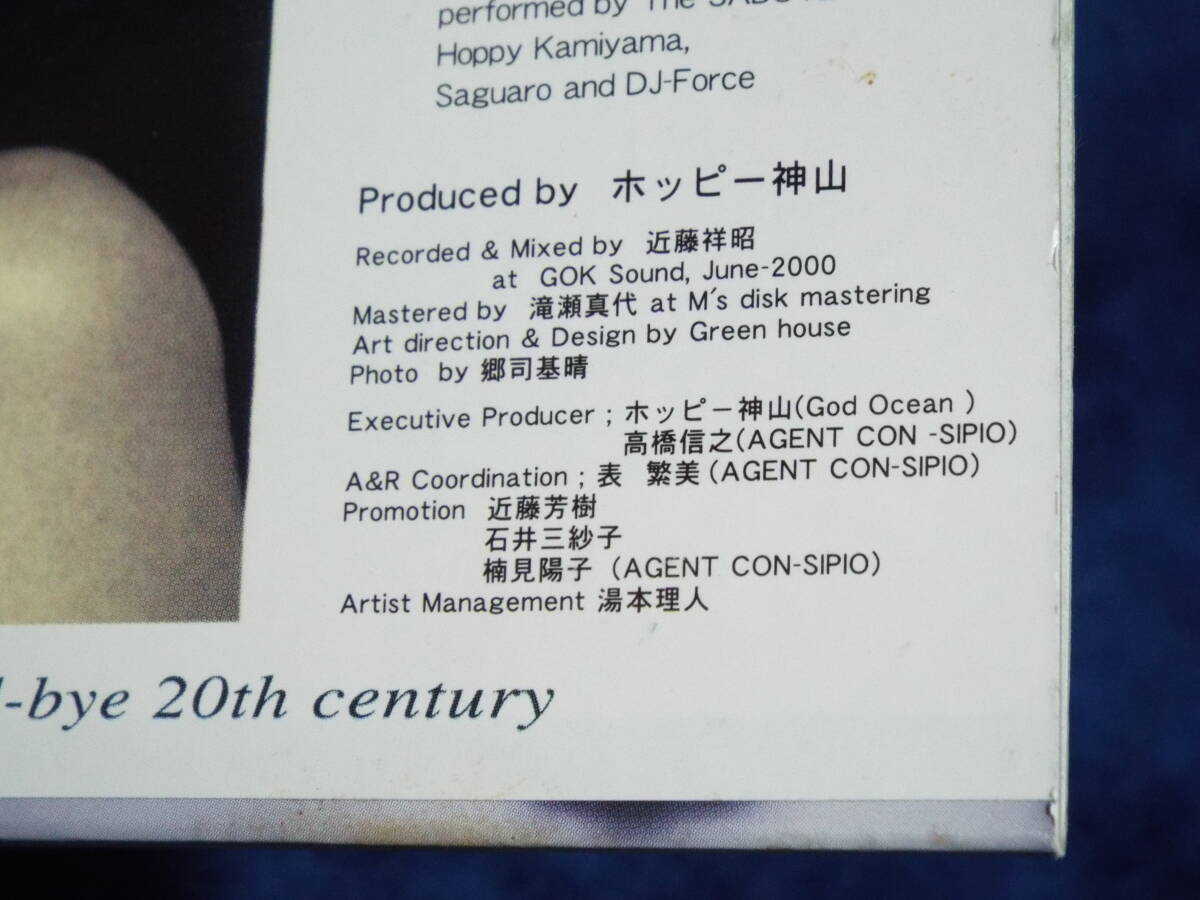 performed by The
Hoppy Kamiyama,
Saguaro and DJ-Force
Produced by ホッピー神山
Recorded & Mixed by 近藤祥昭
at GOK Sound, June-2000
Mastered by 滝瀬真代 at M's disk mastering
Art direction & Design by Green house
Photo by 郷司基晴
Executive Producer ; ホッピー神山(God Ocean )
高橋信之(AGENT CON -SIPIO)
A&R Coordination ; 表 繁美 (AGENT CON-SIPIO)
Promotion 近藤芳樹
石井三紗子
楠見陽子 (AGENT CON-SIPIO)
Artist Management 湯本理人
-bye 20th century